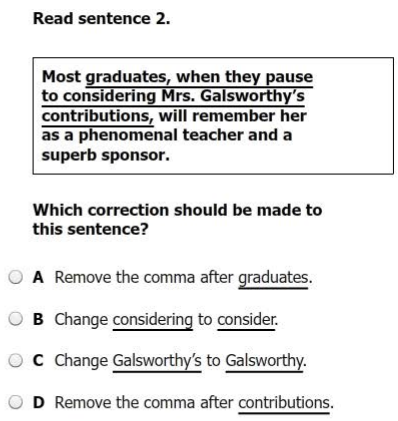 Read sentence 2.
Most graduates, when they pause
to considering Mrs. Galsworthy's
contributions, will remember her
as a phenomenal teacher and a
superb sponsor.
Which correction should be made to
this sentence?
A Remove the comma after graduates.
B Change considering to consider.
C Change Galsworthy's to Galsworthy.
D Remove the comma after contributions.